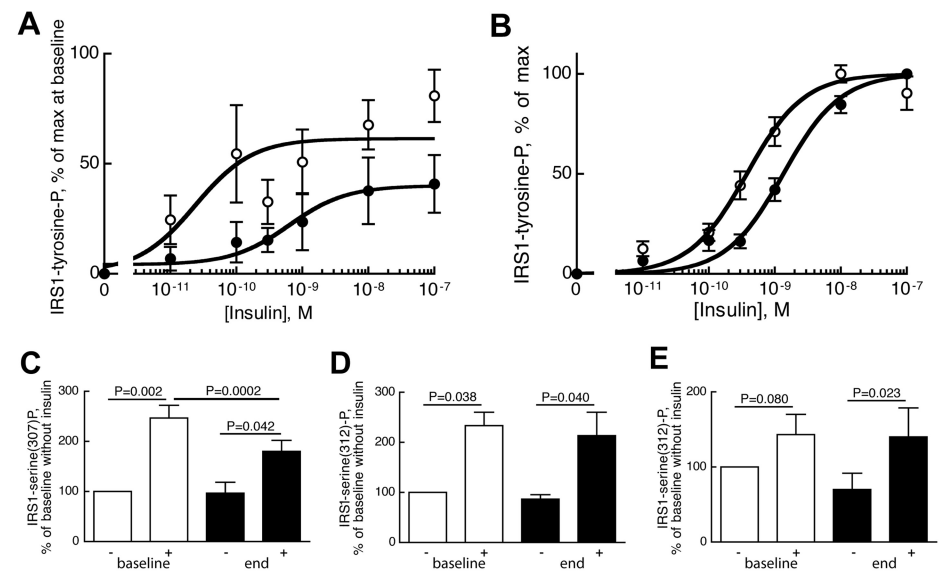 A
IRS1-tyrosine-P, % of max at baseline
100
50
0
0
10-11
10-10
10-9
10-8
10-7
[Insulin], M
B
IRS1-tyrosine-P, % of max
100
50
0
0
10-11
10-10
10-9
10-8
10-7
[Insulin], M
C
IRS1-serine(307)P,
% of baseline without insulin
300
200
100
0
P=0.002
P=0.0002
P=0.042
-
+
-
+
baseline
end
D
IRS1-serine(312)-P,
% of baseline without insulin
300
200
100
0
P=0.038
P=0.040
-
+
-
+
baseline
end
E
IRS1-serine(312)-P,
% of baseline without insulin
200
100
0
P=0.080
P=0.023
-
+
-
+
baseline
end